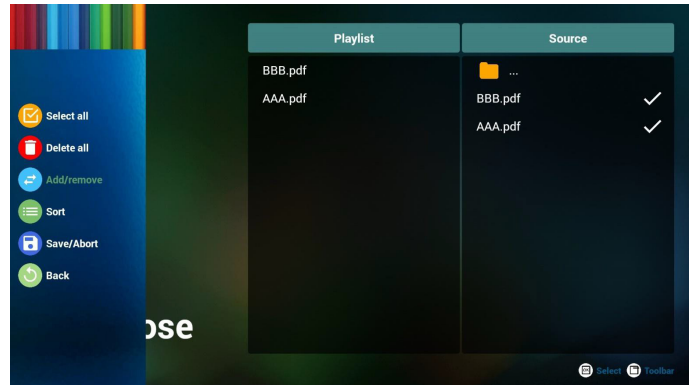 Playlist
Source
BBB.pdf
AAA.pdf
...
BBB.pdf
AAA.pdf
Select all
Delete all
Add/remove
Sort
Save/Abort
Back
ose
Select
Toolbar